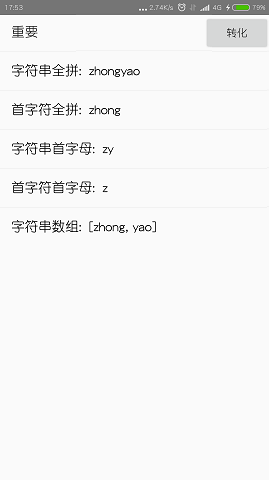 17:53 ... 2.74K/s 4G 79%
重要 转化
字符串全拼: zhongyao
首字符全拼: zhong
字符串首字母: zy
首字符首字母: z
字符串数组: [zhong, yao]